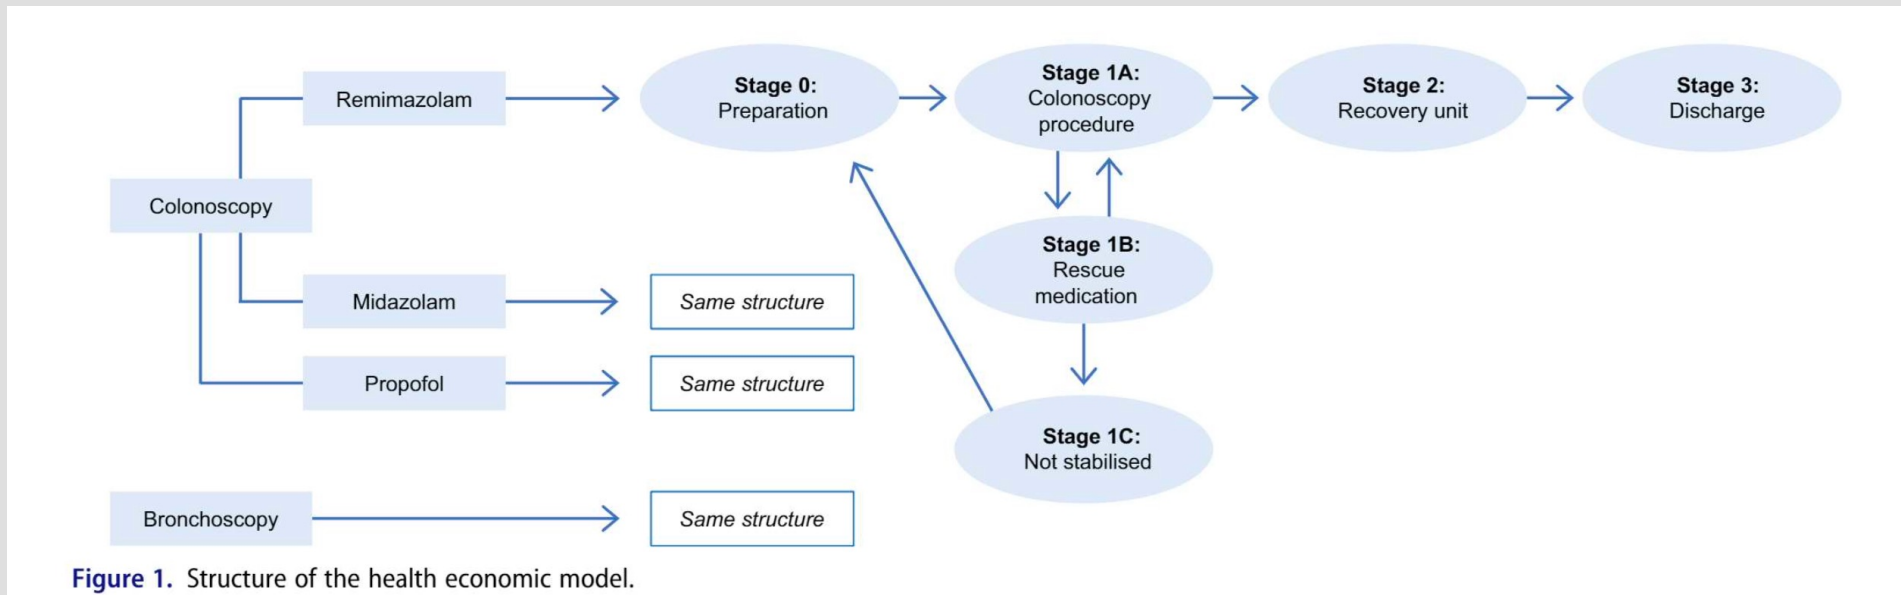 Remimazolam
Stage 0:
Preparation
Stage 1A:
Colonoscopy
procedure
Stage 2:
Recovery unit
Stage 3:
Discharge
Colonoscopy
Stage 1B:
Rescue
medication
Midazolam
Same structure
Propofol
Same structure
Stage 1C:
Not stabilised
Bronchoscopy
Same structure
Figure 1. Structure of the health economic model.